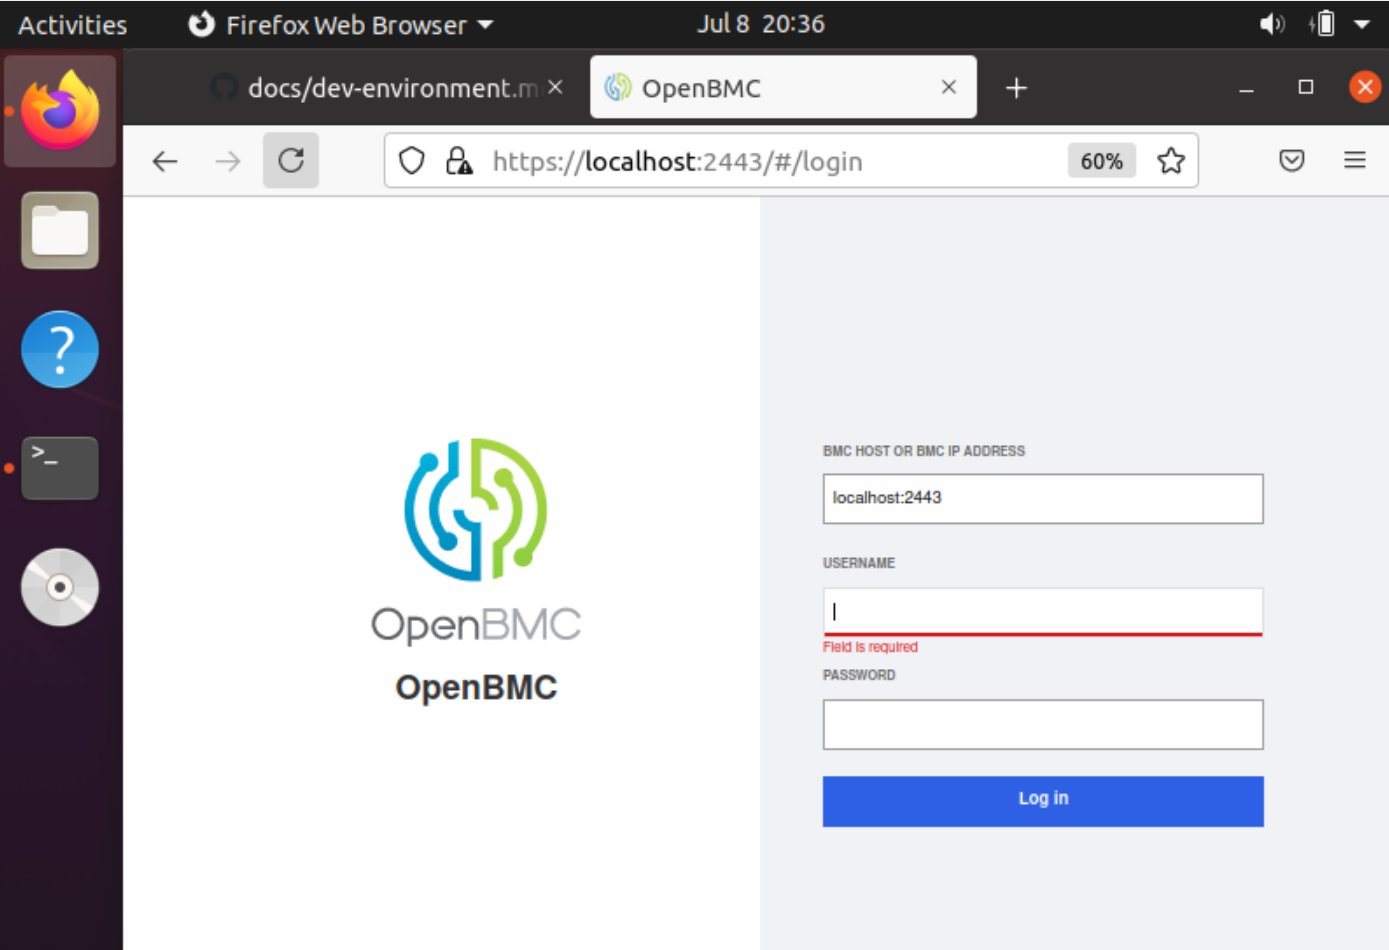 Activities
Firefox Web Browser
Jul 8 20:36
docs/dev-environment.m
OpenBMC
https://localhost:2443/#/login
60%
OpenBMC
OpenBMC
BMC HOST OR BMC IP ADDRESS
localhost:2443
USERNAME
Field is required
PASSWORD
Log in